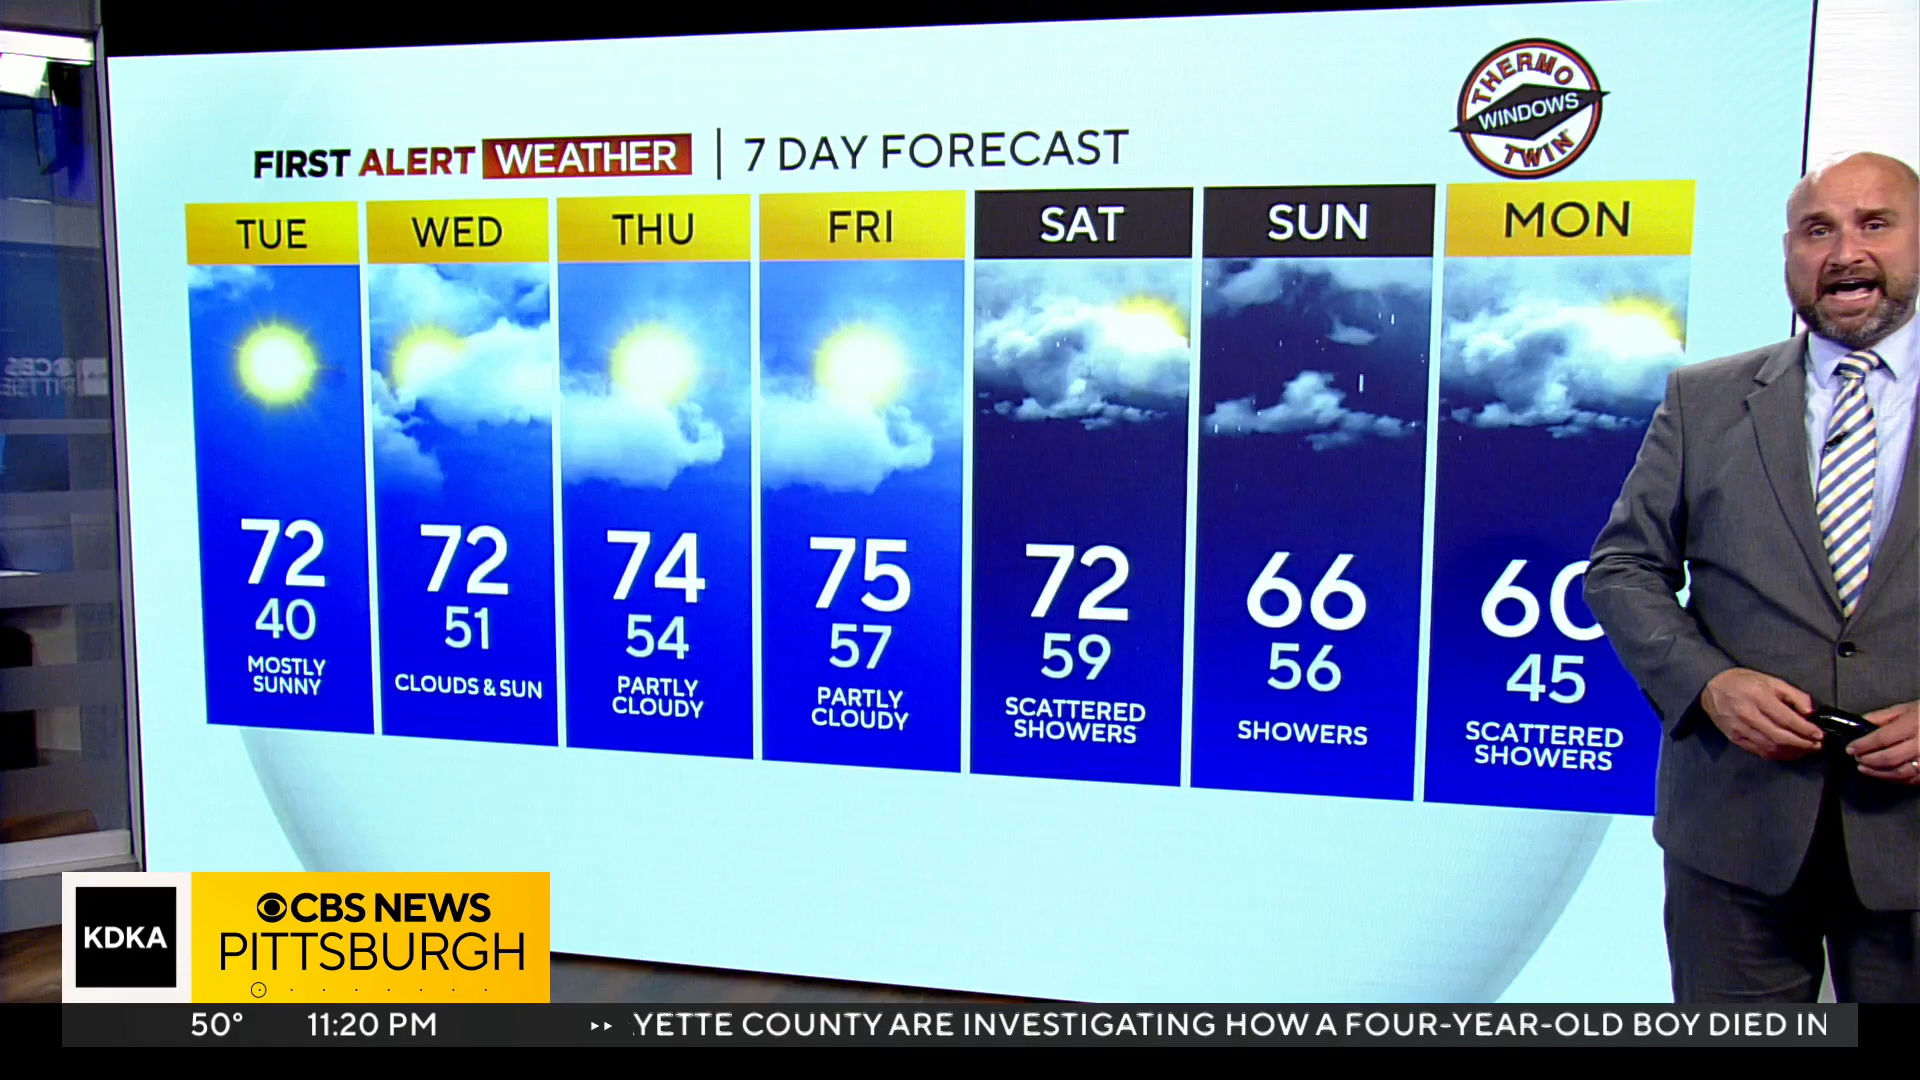 THERMO
WINDOWS
TWIN
FIRST ALERT WEATHER | 7 DAY FORECAST
TUE
WED
THU
FRI
SAT
SUN
MON
72
40
MOSTLY
SUNNY
72
51
CLOUDS & SUN
74
54
PARTLY
CLOUDY
75
57
PARTLY
CLOUDY
72
59
SCATTERED
SHOWERS
66
56
SHOWERS
60
45
SCATTERED
SHOWERS
KDKA
CBS NEWS
PITTSBURGH
50° 11:20 PM
YETTE COUNTY ARE INVESTIGATING HOW A FOUR-YEAR-OLD BOY DIED IN